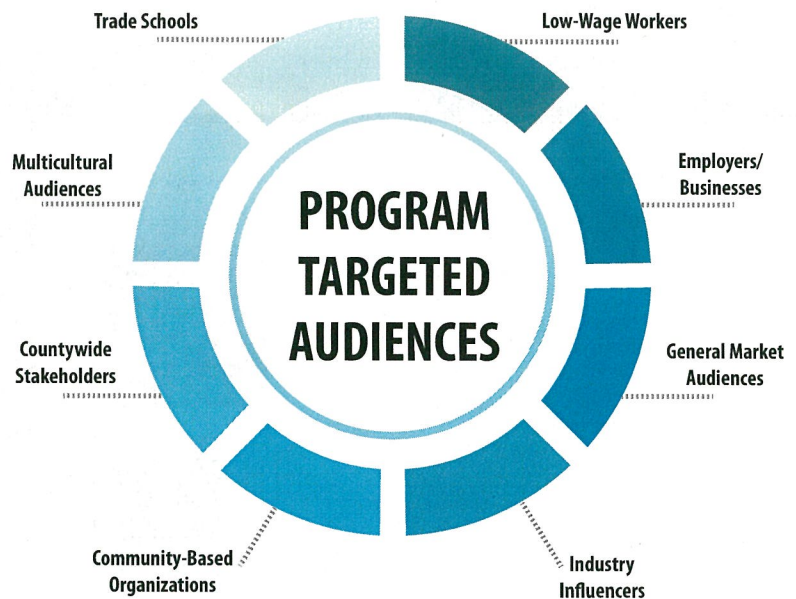 Trade Schools
Low-Wage Workers
Multicultural
Audiences
Employers/
Businesses
PROGRAM
TARGETED
AUDIENCES
Countywide
Stakeholders
General Market
Audiences
Community-Based
Organizations
Industry
Influencers